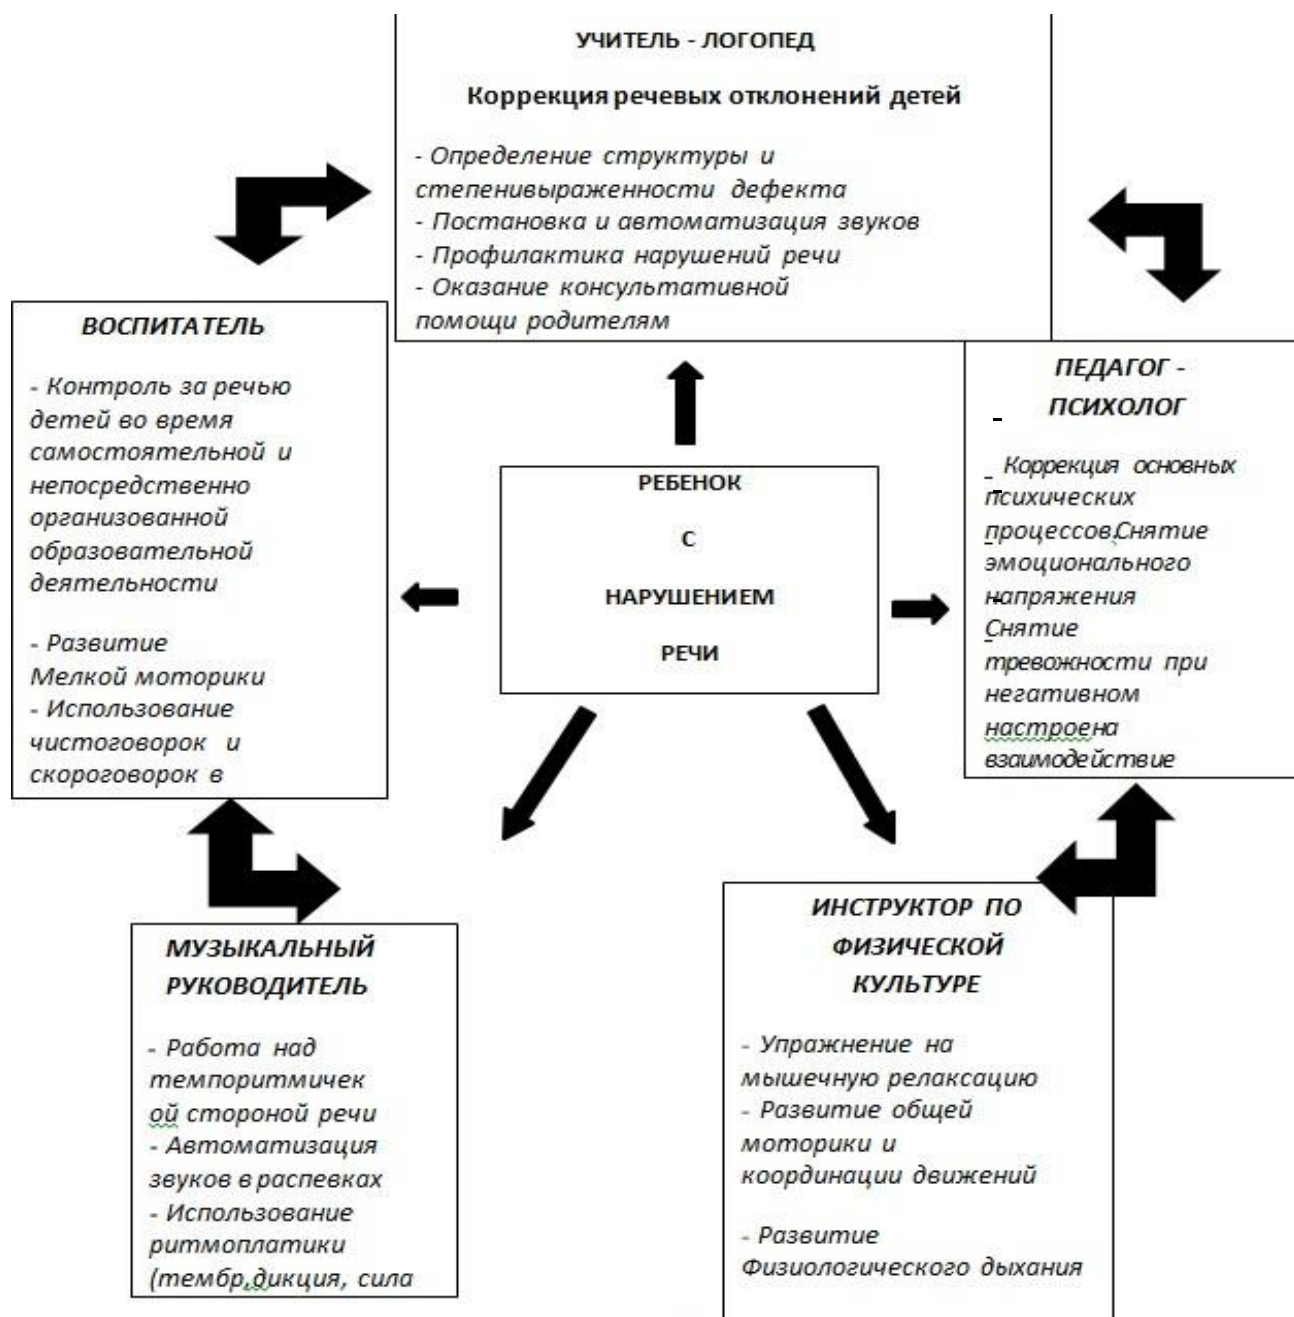 УЧИТЕЛЬ - ЛОГОПЕД
Коррекция речевых отклонений детей
- Определение структуры и
степенивыраженности дефекта
- Постановка и автоматизация звуков
- Профилактика нарушений речи
- Оказание консультативной
помощи родителям
ВОСПИТАТЕЛЬ
- Контроль за речью
детей во время
самостоятельной и
непосредственно
организованной
образовательной
деятельности
- Развитие
Мелкой моторики
- Использование
чистоговорок и
скороговорок в
РЕБЕНОК
С
НАРУШЕНИЕМ
РЕЧИ
ПЕДАГОГ -
ПСИХОЛОГ
-
- Коррекция основных
- психических
процессов,Снятие
- эмоционального
- напряжения
Снятие
- тревожности при
негативном
настроена
взаимодействие
МУЗЫКАЛЬНЫЙ
РУКОВОДИТЕЛЬ
- Работа над
темпоритмичек
ой стороной речи
- Автоматизация
звуков в распевках
- Использование
ритмоплатики
(тембр,дикция, сила
ИНСТРУКТОР ПО
ФИЗИЧЕСКОЙ
КУЛЬТУРЕ
- Упражнение на
мышечную релаксацию
- Развитие общей
моторики и
координации движений
- Развитие
Физиологического дыхания